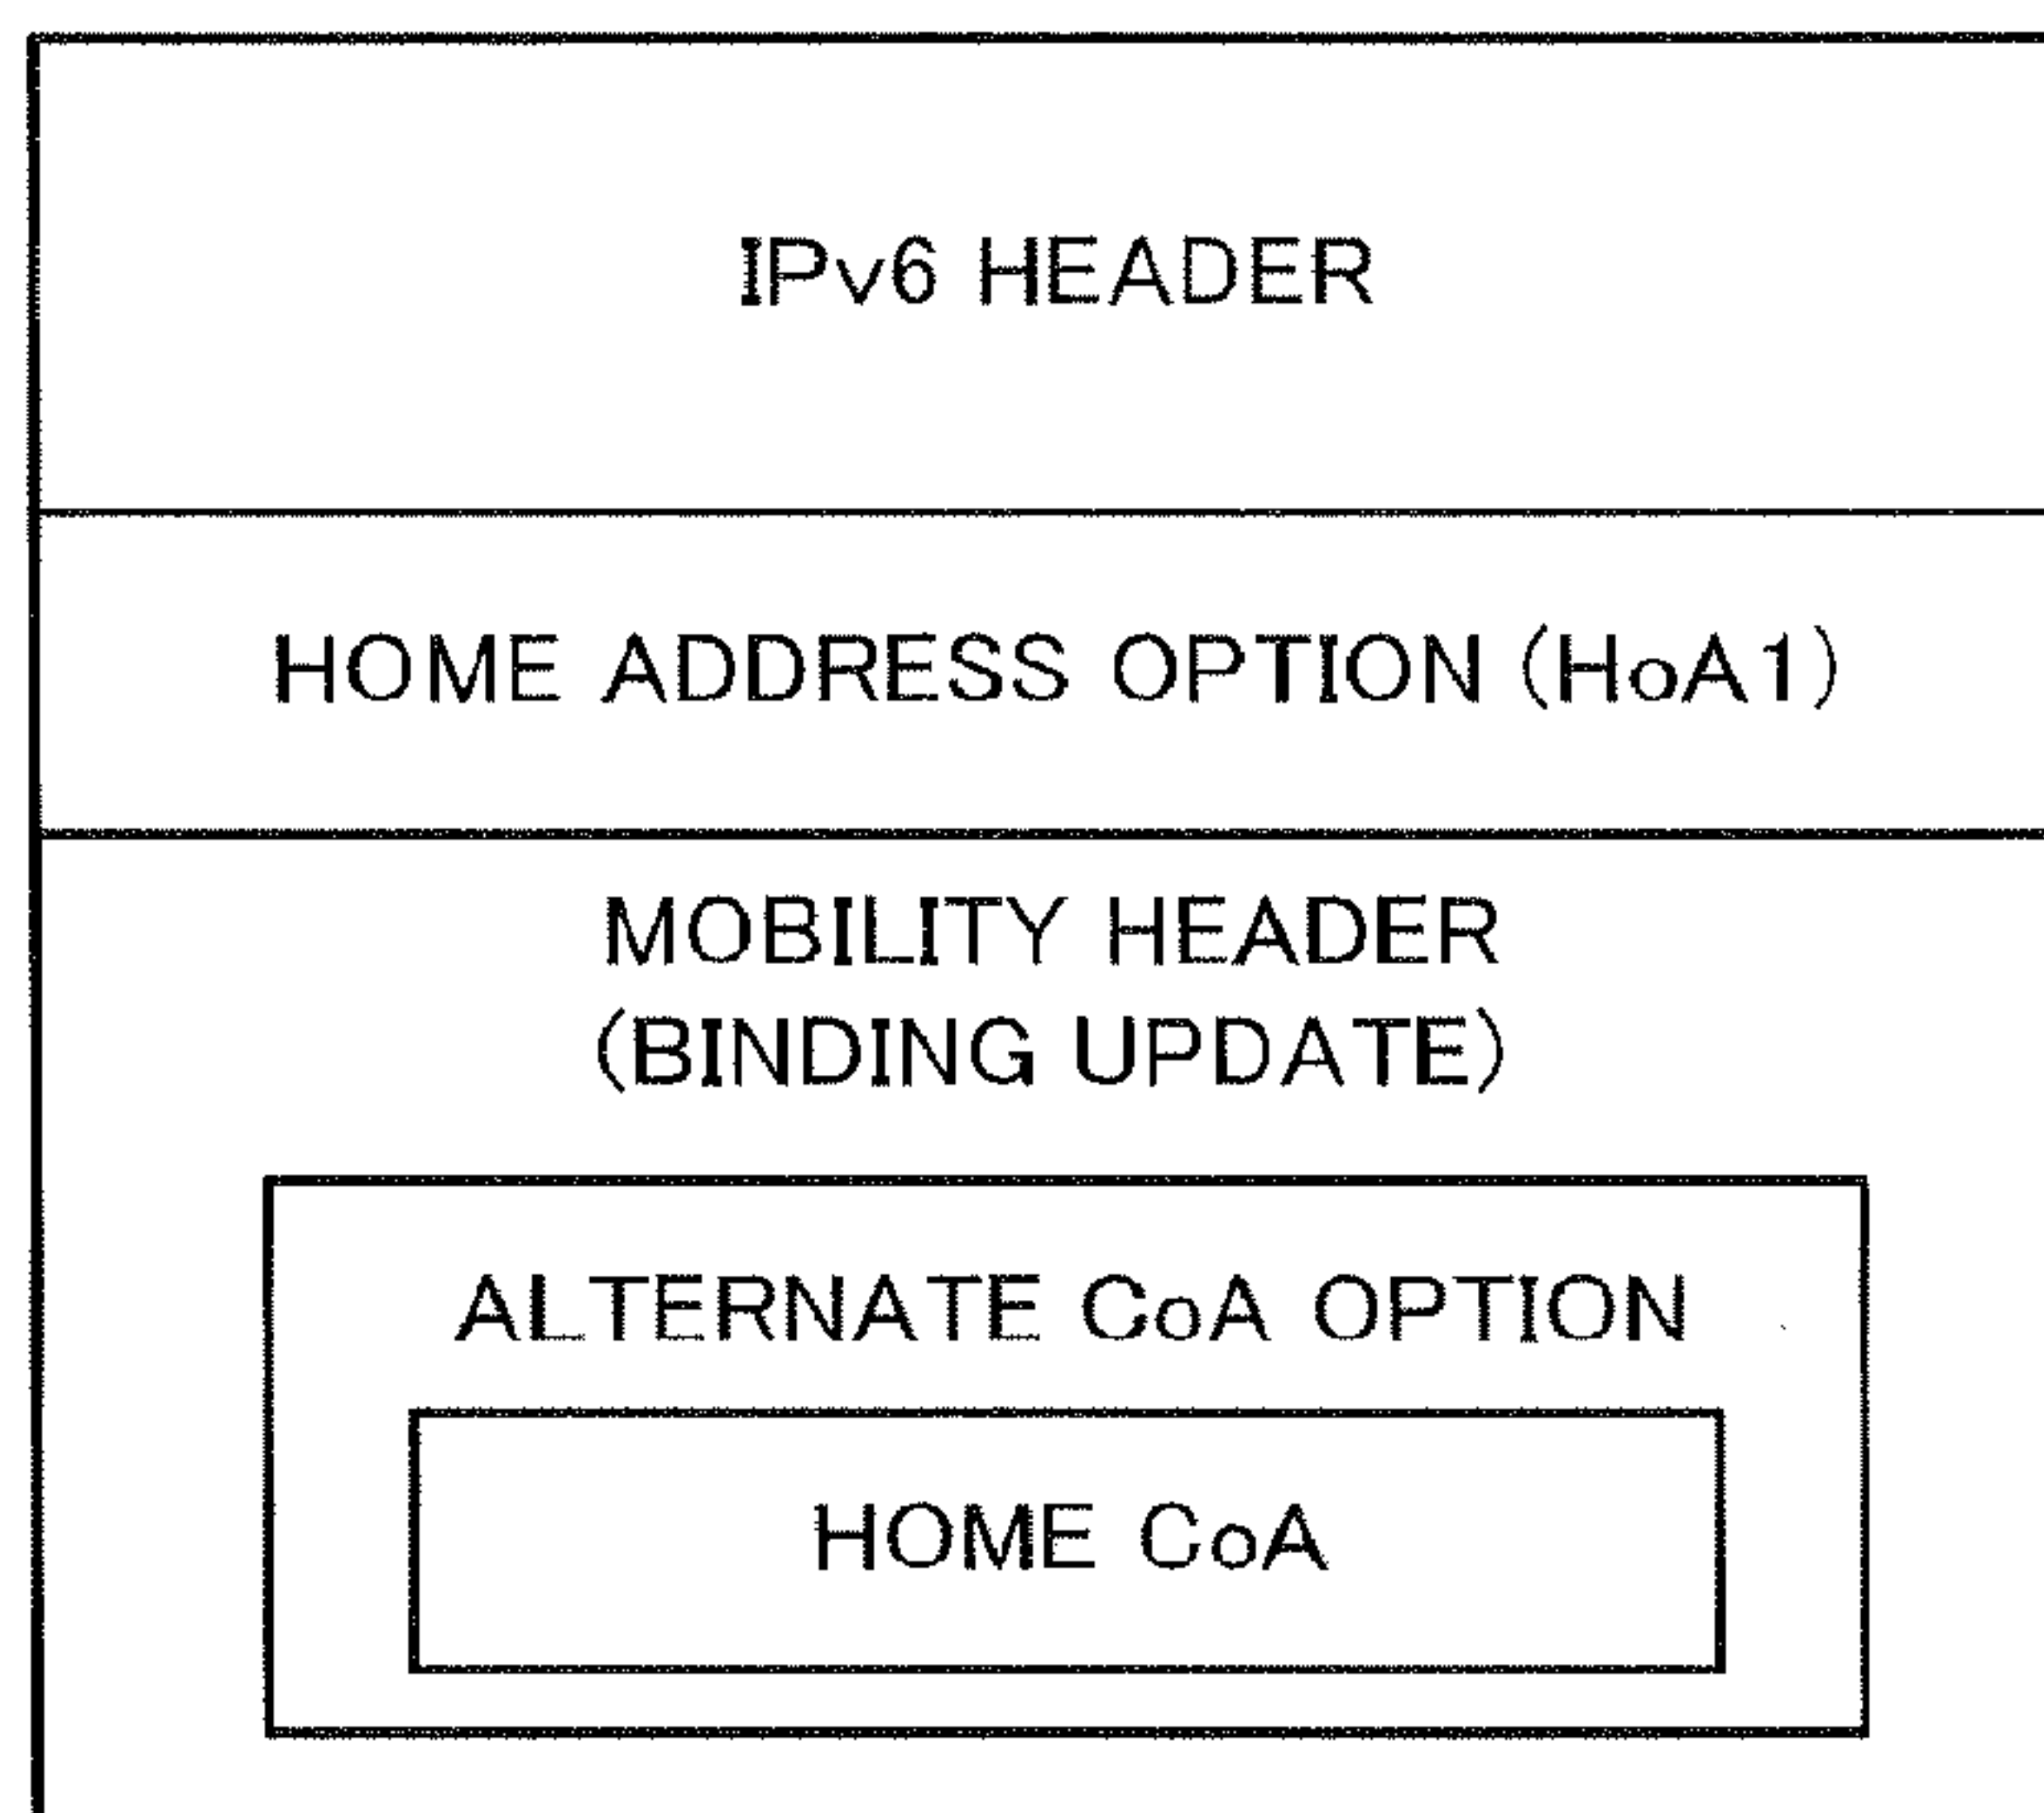 IPv6 HEADER
HOME ADDRESS OPTION (HoA1)
MOBILITY HEADER
(BINDING UPDATE)
ALTERNATE CoA OPTION
HOME CoA